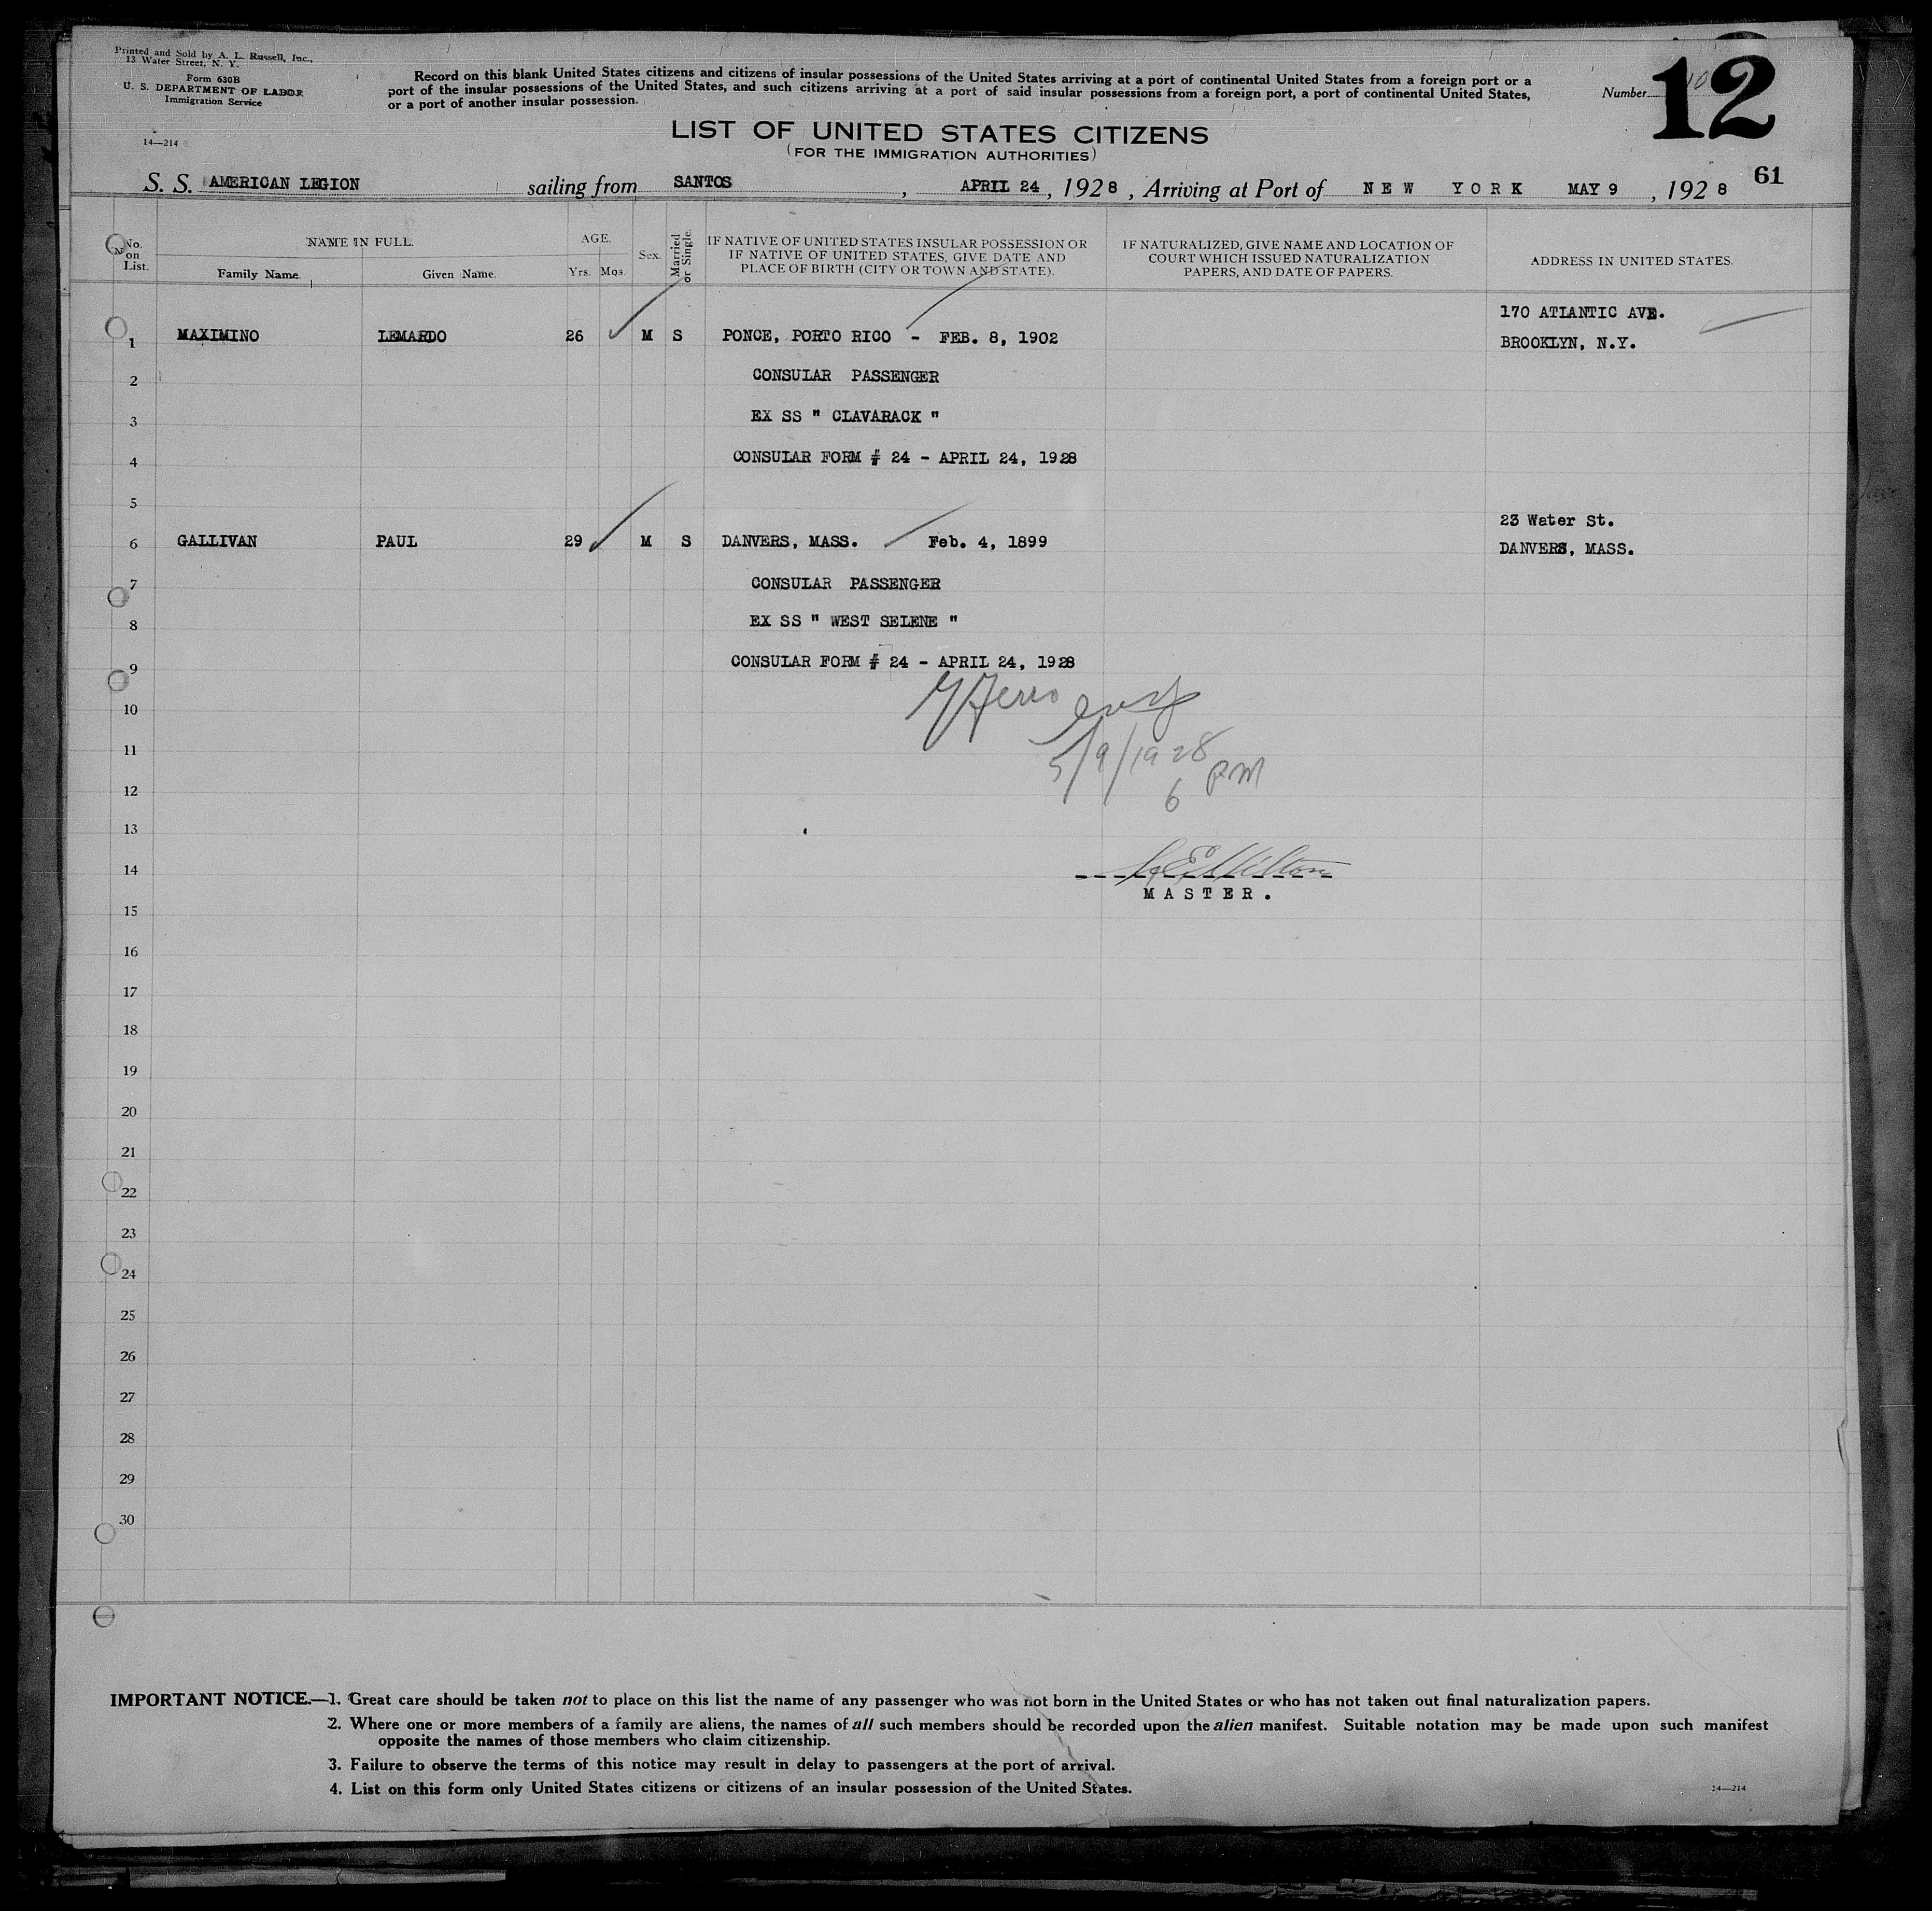 Printed and Sold by A. L. Russell, Inc.,
13 Water Street, N. Y.
Form 630B
U. S. DEPARTMENT OF LABOR
Immigration Service
14—214
Record on this blank United States citizens and citizens of insular possessions of the United States arriving at a port of continental United States from a foreign port or a
port of the insular possessions of the United States, and such citizens arriving at a port of said insular possessions from a foreign port, a port of continental United States,
or a port of another insular possession.
Number 12
LIST OF UNITED STATES CITIZENS
(FOR THE IMMIGRATION AUTHORITIES)
61
S. S. AMERICAN LEGION sailing from SANTOS, APRIL 24, 1928, Arriving at Port of NEW YORK MAY 9, 1928
No. on List.
NAME IN FULL.
Family Name. Given Name.
AGE.
Yrs. Mos.
Sex.
Married or Single.
IF NATIVE OF UNITED STATES INSULAR POSSESSION OR
IF NATIVE OF UNITED STATES, GIVE DATE AND
PLACE OF BIRTH (CITY OR TOWN AND STATE).
IF NATURALIZED, GIVE NAME AND LOCATION OF
COURT WHICH ISSUED NATURALIZATION
PAPERS, AND DATE OF PAPERS.
ADDRESS IN UNITED STATES.
170 ATLANTIC AVE.
1 MAXIMINO LEMARDO 26 M S PONCE, PORTO RICO - FEB. 8, 1902 BROOKLYN, N.Y.
2 CONSULAR PASSENGER
3 EX SS " CLAVARACK "
4 CONSULAR FORM # 24 - APRIL 24, 1928
5
23 Water St.
6 GALLIVAN PAUL 29 M S DANVERS, MASS. Feb. 4, 1899 DANVERS, MASS.
7 CONSULAR PASSENGER
8 EX SS " WEST SELENE "
9 CONSULAR FORM # 24 - APRIL 24, 1928
10
11 5/9/1928
12 6 PM
13
14
MASTER.
15
16
17
18
19
20
21
22
23
24
25
26
27
28
29
30
IMPORTANT NOTICE.—1. Great care should be taken not to place on this list the name of any passenger who was not born in the United States or who has not taken out final naturalization papers.
2. Where one or more members of a family are aliens, the names of all such members should be recorded upon the alien manifest. Suitable notation may be made upon such manifest
opposite the names of those members who claim citizenship.
3. Failure to observe the terms of this notice may result in delay to passengers at the port of arrival.
4. List on this form only United States citizens or citizens of an insular possession of the United States.
14—214